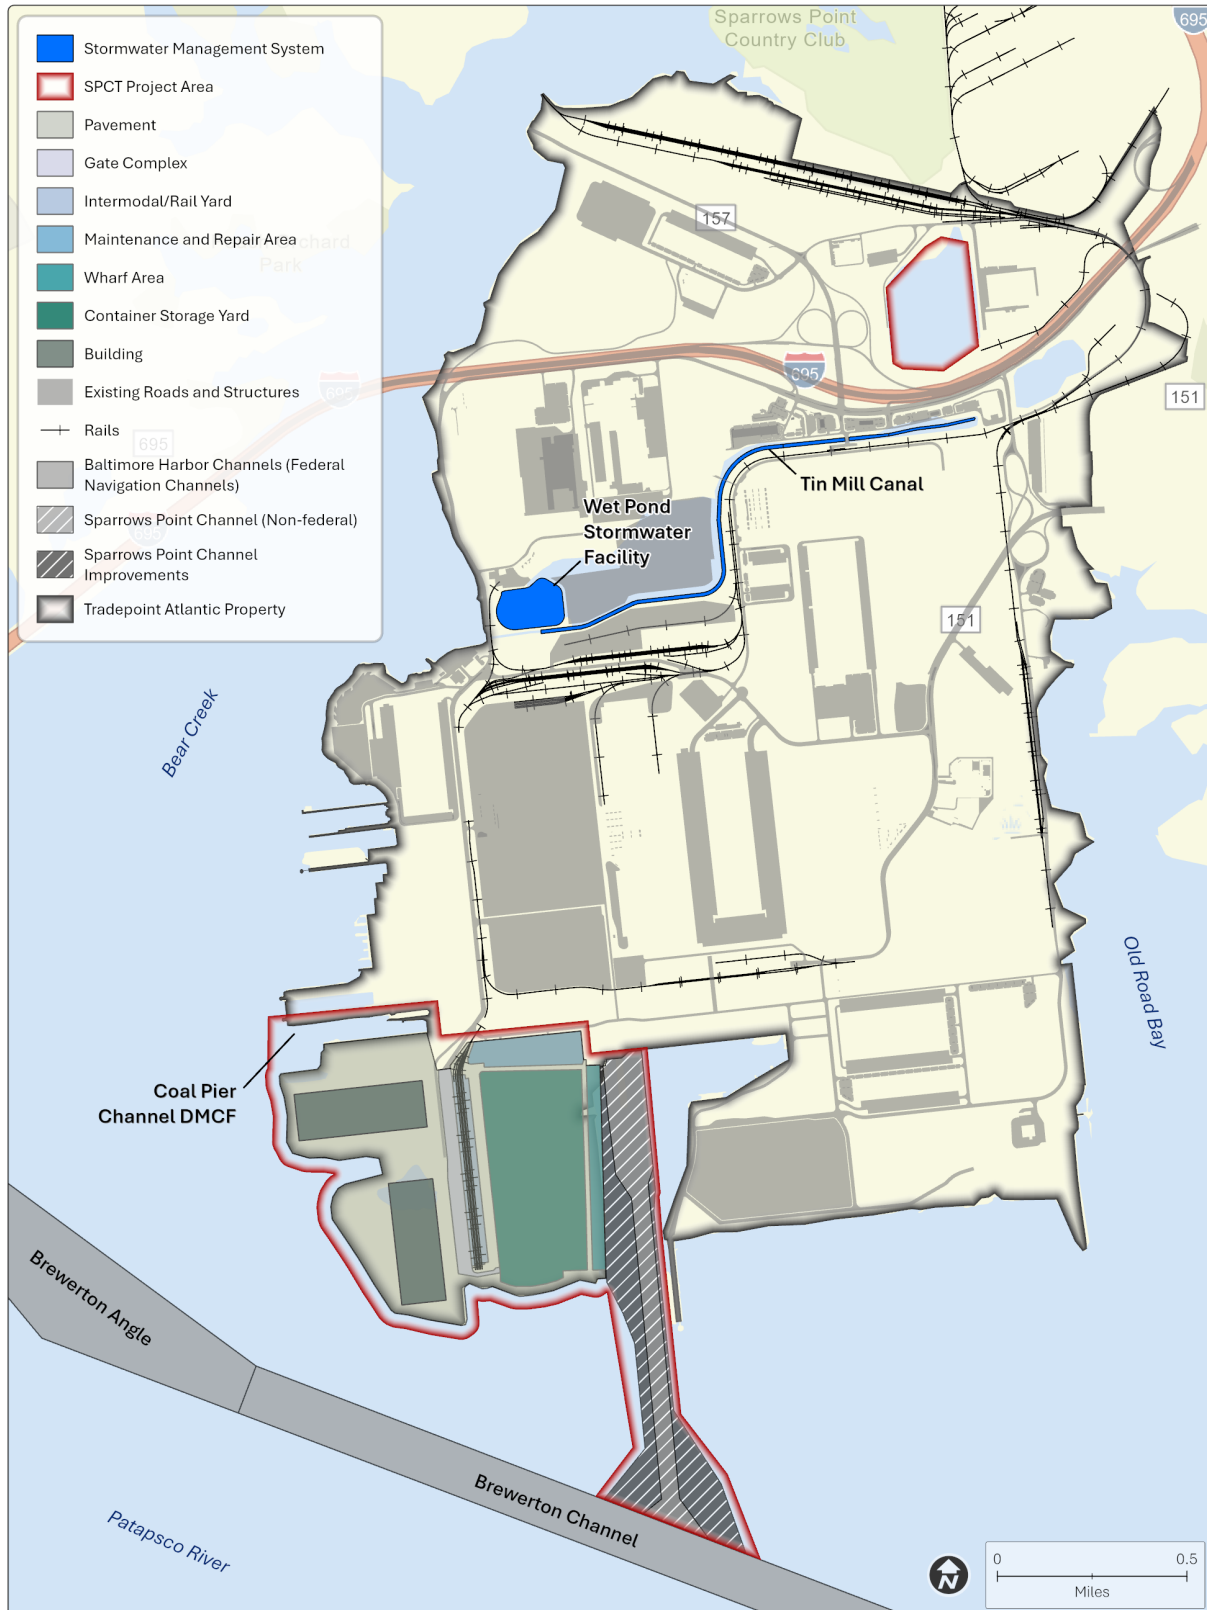 Sparrows Point
Country Club
695
Stormwater Management System
SPCT Project Area
Pavement
Gate Complex
Intermodal/Rail Yard
Maintenance and Repair Area
Wharf Area
Container Storage Yard
Building
Existing Roads and Structures
Rails
Baltimore Harbor Channels (Federal
Navigation Channels)
Sparrows Point Channel (Non-federal)
Sparrows Point Channel
Improvements
Tradepoint Atlantic Property
Park
695
695
695
157
695
151
Tin Mill Canal
Wet Pond
Stormwater
Facility
151
Bear Creek
Old Road Bay
Coal Pier
Channel DMCF
Brewerton Angle
Brewerton Channel
Patapsco River
N
0
0.5
Miles